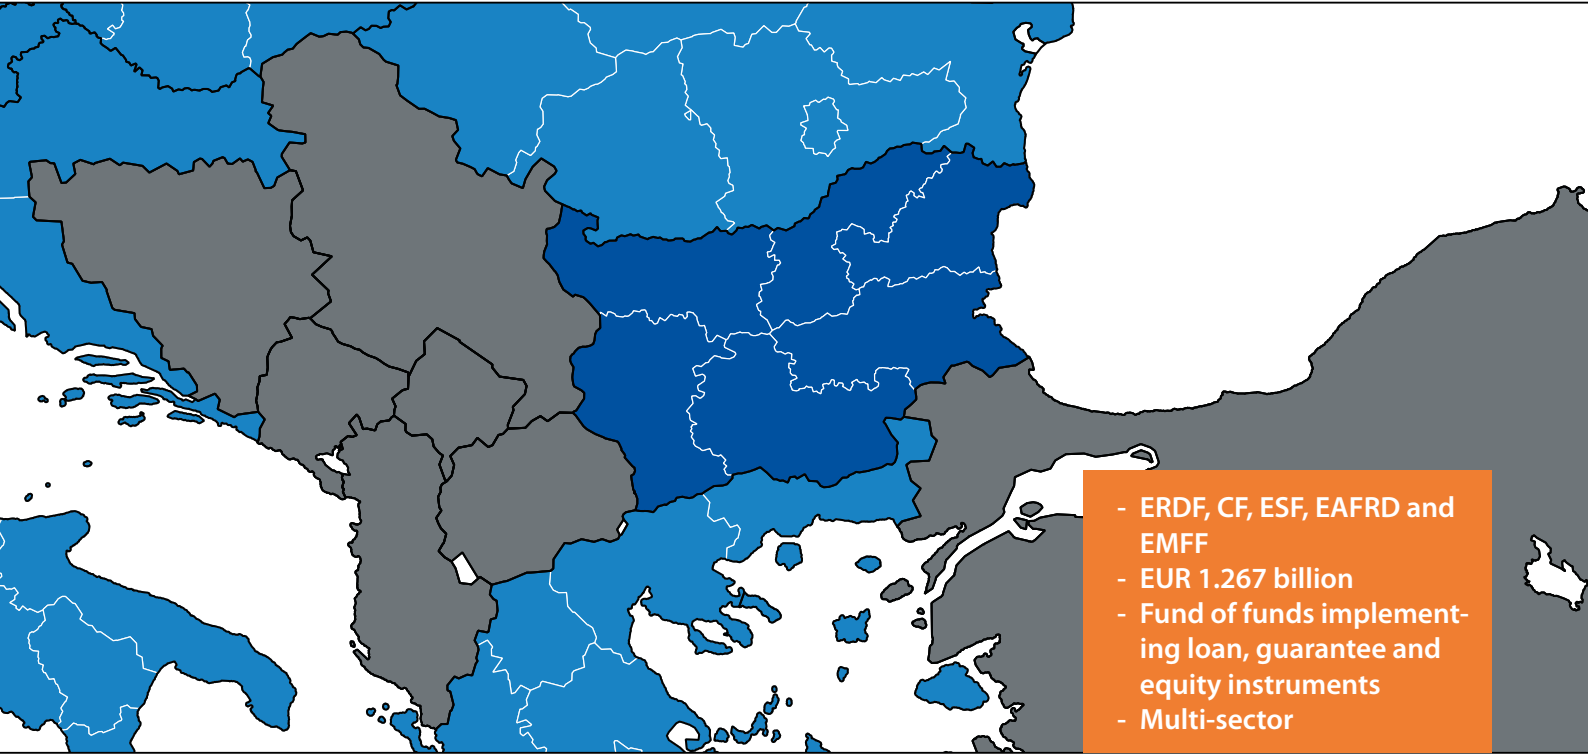 - ERDF, CF, ESF, EAFRD and
EMFF
- EUR 1.267 billion
- Fund of funds implement-
ing loan, guarantee and
equity instruments
- Multi-sector